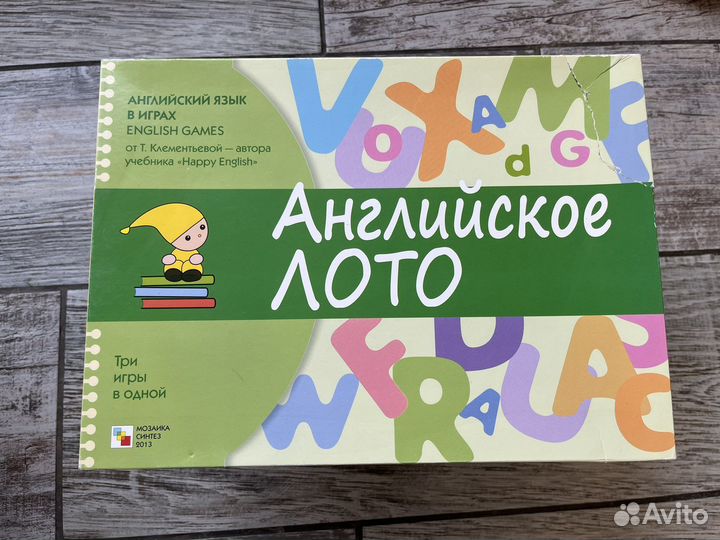 АНГЛИЙСКИЙ ЯЗЫК
В ИГРАХ
ENGLISH GAMES
от Т. Клементьевой — автора
учебника «Happy English»
V O X A M F
U d G
Английское
ЛОТО
Три
игры
в одной
W F R A D U A S
N E L A C
МОЗАИКА
СИНТЕЗ
2013
Avito